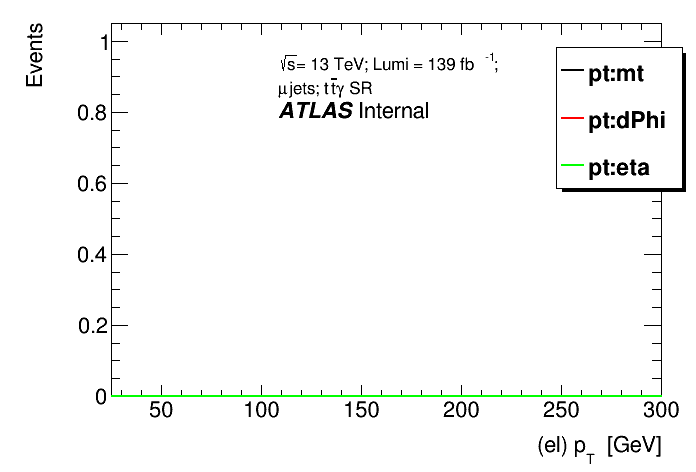 Events
√s= 13 TeV; Lumi = 139 fb⁻¹;
μjets; tt̄γ SR
ATLAS Internal
pt:mt
pt:dPhi
pt:eta
1
0.8
0.6
0.4
0.2
0
50 100 150 200 250 300
(el) p_T [GeV]